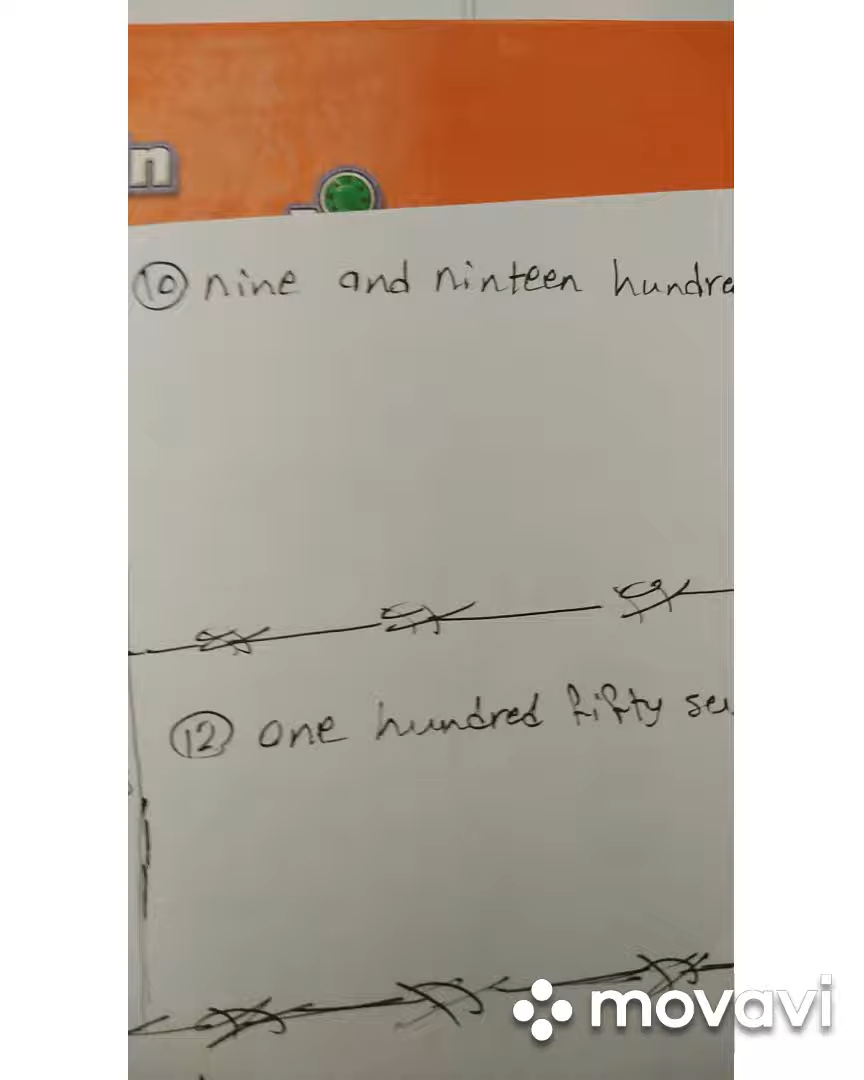 n
10 nine and ninteen hundre
12 one hundred fifty se
movavi